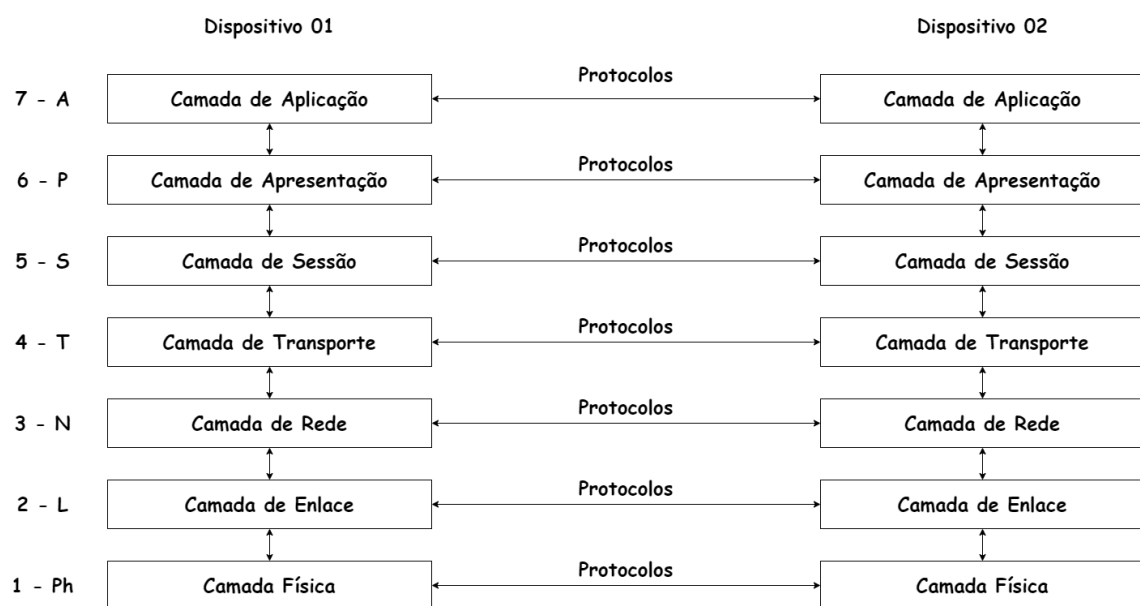 Dispositivo 01
Dispositivo 02
Protocolos
7 - A
Camada de Aplicação
Camada de Aplicação
Protocolos
6 - P
Camada de Apresentação
Camada de Apresentação
Protocolos
5 - S
Camada de Sessão
Camada de Sessão
Protocolos
4 - T
Camada de Transporte
Camada de Transporte
Protocolos
3 - N
Camada de Rede
Camada de Rede
Protocolos
2 - L
Camada de Enlace
Camada de Enlace
Protocolos
1 - Ph
Camada Física
Camada Física